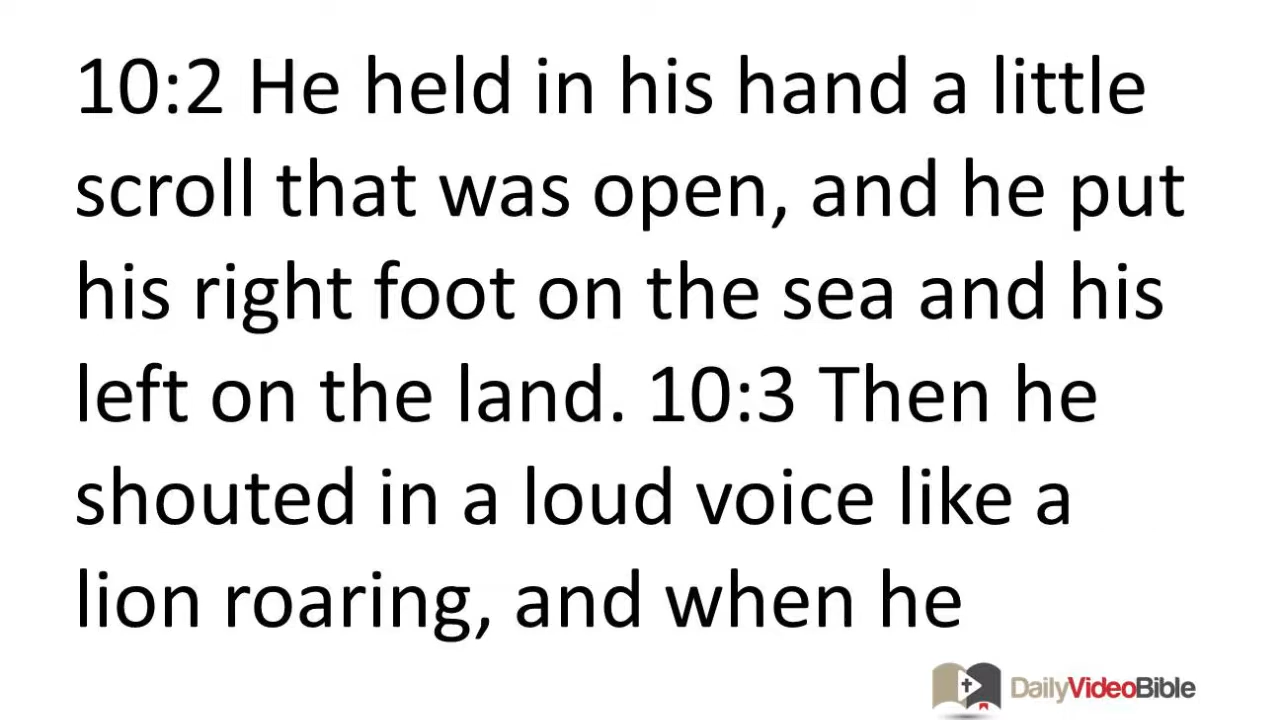 10:2 He held in his hand a little
scroll that was open, and he put
his right foot on the sea and his
left on the land. 10:3 Then he
shouted in a loud voice like a
lion roaring, and when he
DailyVideoBible